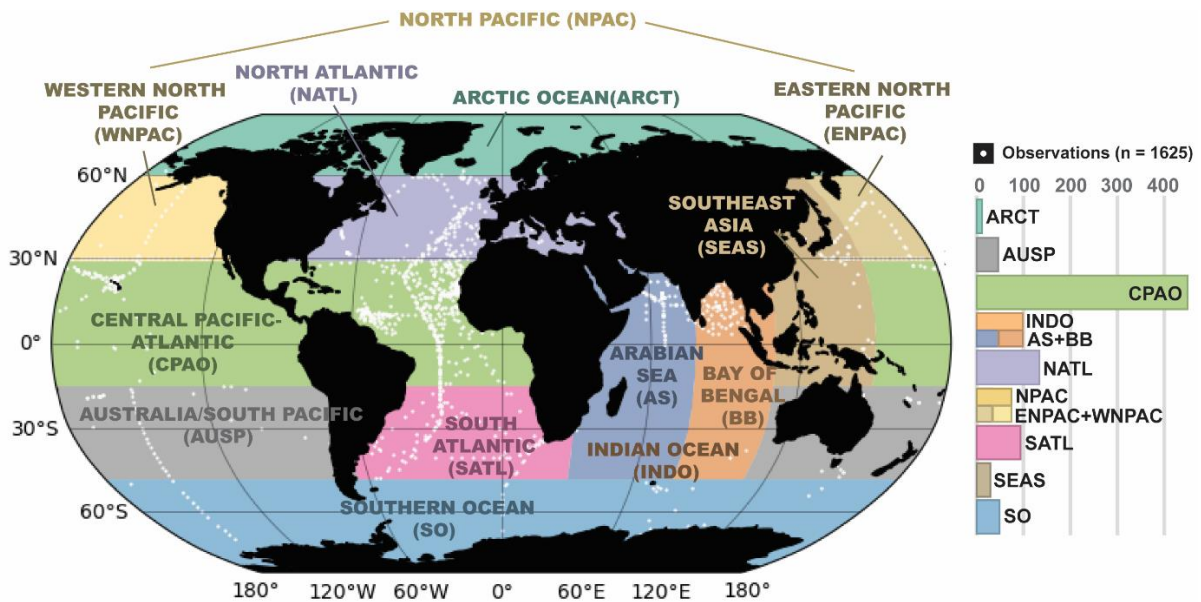 NORTH PACIFIC (NPAC)
WESTERN NORTH
PACIFIC
(WNPAC)
NORTH ATLANTIC
(NATL)
ARCTIC OCEAN(ARCT)
EASTERN NORTH
PACIFIC
(ENPAC)
60°N
30°N
0°
30°S
60°S
SOUTHEAST
ASIA
(SEAS)
CENTRAL PACIFIC-
ATLANTIC
(CPAO)
ARABIAN
SEA
(AS)
BAY OF
BENGAL
(BB)
AUSTRALIA/SOUTH PACIFIC
(AUSP)
SOUTH
ATLANTIC
(SATL)
INDIAN OCEAN
(INDO)
SOUTHERN OCEAN
(SO)
180°
120°W
60°W
0°
60°E
120°E
180°
Observations (n = 1625)
0
100
200
300
400
ARCT
AUSP
CPAO
INDO
AS+BB
NATL
NPAC
ENPAC+WNPAC
SATL
SEAS
SO